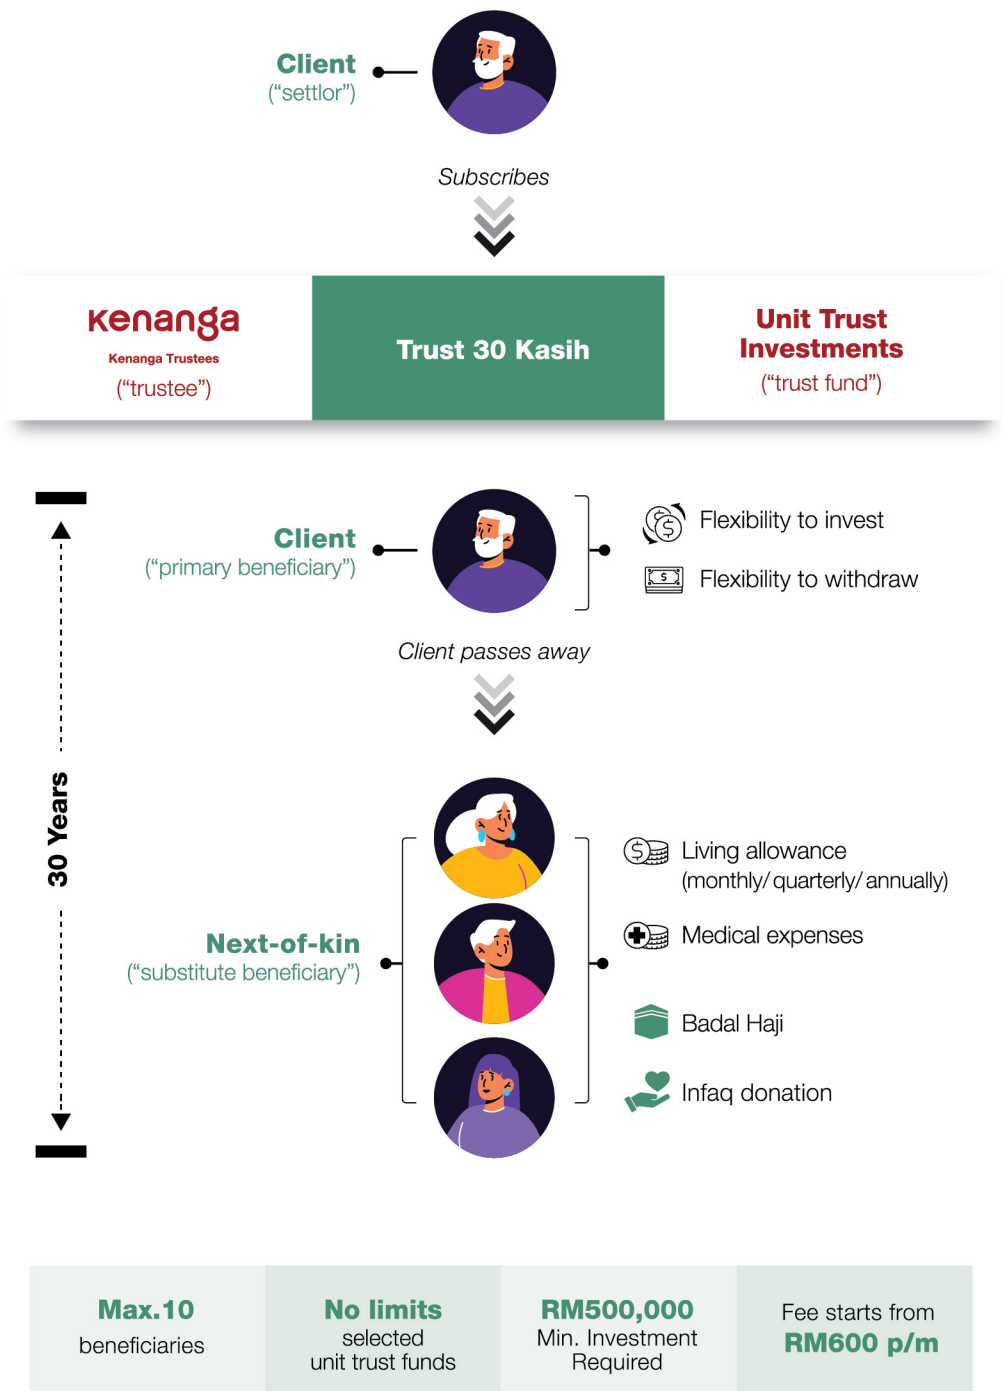 Client
(“settlor”)
Subscribes
Kenanga
Kenanga Trustees
(“trustee”)
Trust 30 Kasih
Unit Trust
Investments
(“trust fund”)
Client
(“primary beneficiary”)
Flexibility to invest
Flexibility to withdraw
Client passes away
30 Years
Next-of-kin
(“substitute beneficiary”)
Living allowance
(monthly/ quarterly/ annually)
Medical expenses
Badal Haji
Infaq donation
Max.10
beneficiaries
No limits
selected
unit trust funds
RM500,000
Min. Investment
Required
Fee starts from
RM600 p/m